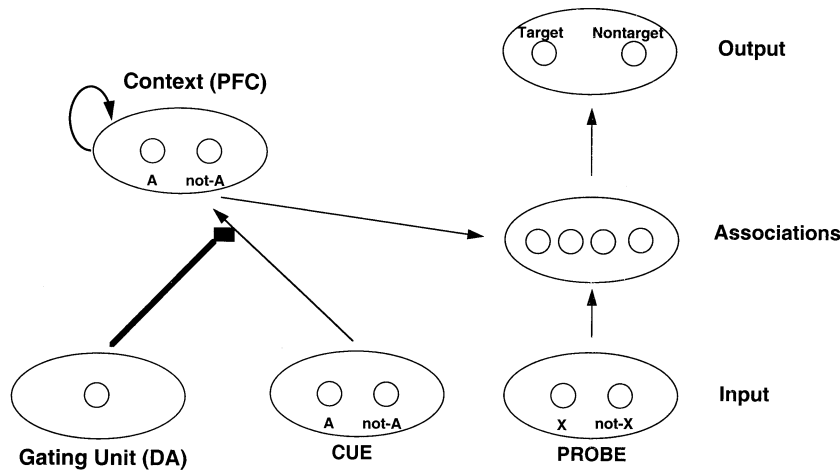 Target Nontarget
Output
Context (PFC)
A not-A
Associations
Input
A not-A
X not-X
Gating Unit (DA)
CUE
PROBE